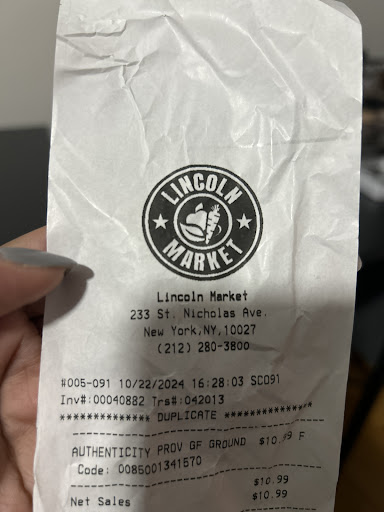 LINCOLN
MARKET
Lincoln Market
233 St. Nicholas Ave.
New York,NY,10027
(212) 280-3800
#005-091 10/22/2024 16:28:03 SCO91
Inv#:00040882 Trs#:042013
************** DUPLICATE **************
AUTHENTICITY PROV GF GROUND $10.99 F
Code: 0085001341570
$10.99
Net Sales $10.99